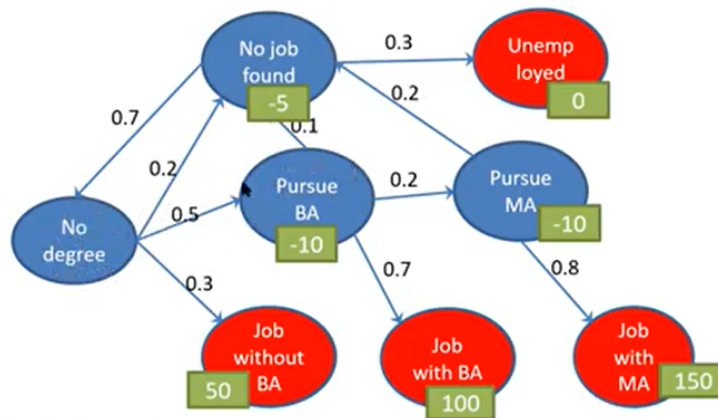 No job
found
-5
0.3
Unemp
loyed
0
0.7
0.2
0.1
0.2
No
degree
0.5
Pursue
BA
-10
0.2
Pursue
MA
-10
0.3
0.7
0.8
Job
without
BA
50
Job
with BA
100
Job
with
MA
150